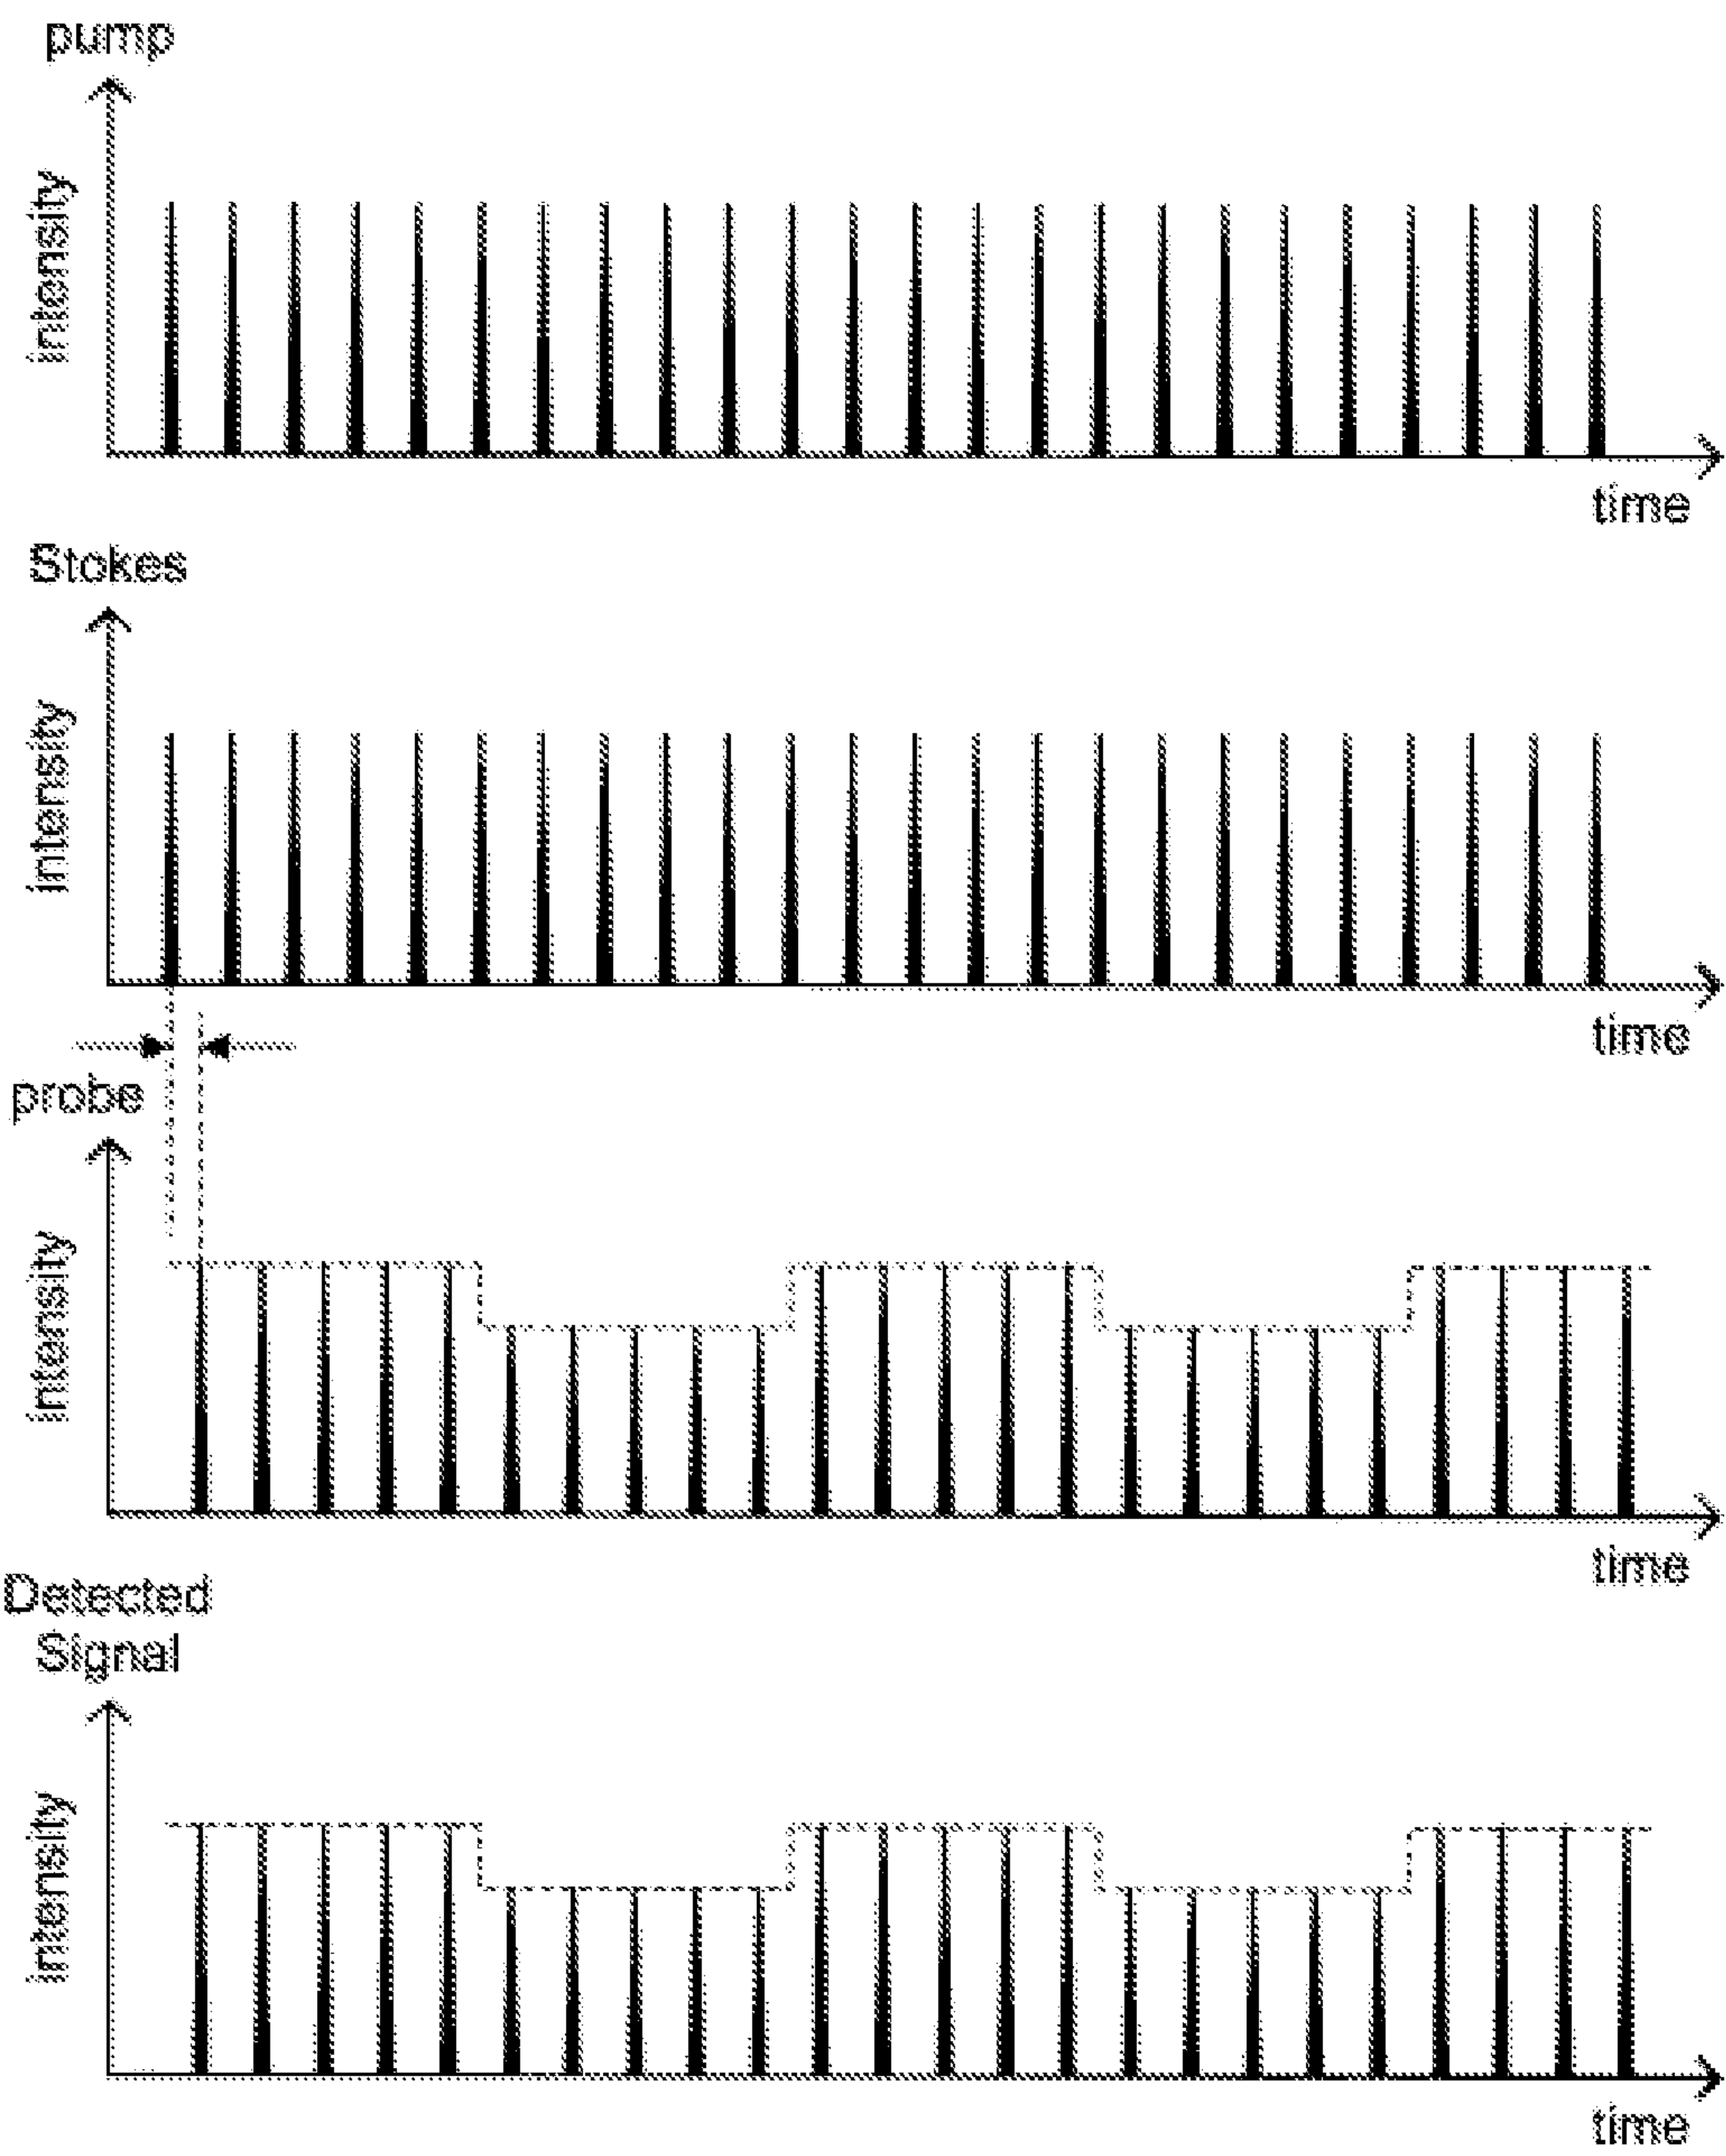 pump
intensity
time
Stokes
intensity
time
probe
intensity
time
Detected
Signal
intensity
time